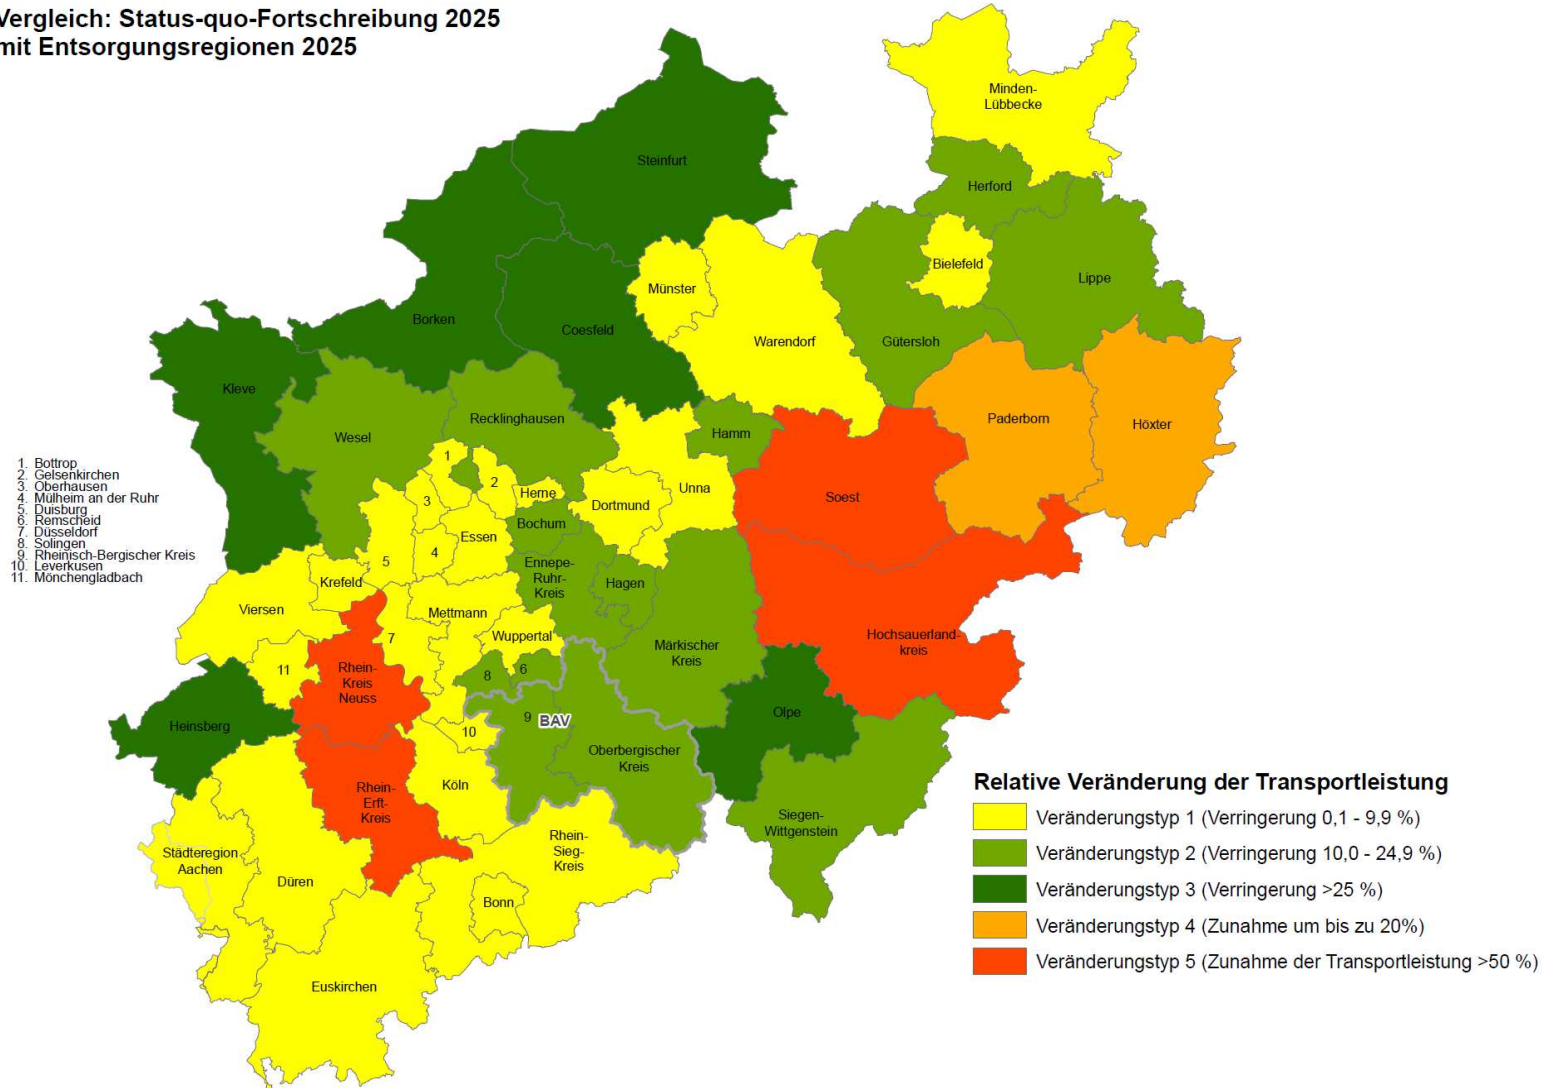 Vergleich: Status-quo-Fortschreibung 2025
mit Entsorgungsregionen 2025
Minden-
Lübbecke
Steinfurt
Herford
Bielefeld
Lippe
Münster
Borken
Coesfeld
Warendorf
Gütersloh
Kleve
Recklinghausen
Paderborn
Höxter
Wesel
Hamm
1
2
3
Herne
Dortmund
Unna
Soest
Bochum
Essen
4
5
1. Bottrop
2. Gelsenkirchen
3. Oberhausen
4. Mülheim an der Ruhr
5. Duisburg
6. Remscheid
7. Düsseldorf
8. Solingen
9. Rheinisch-Bergischer Kreis
10. Leverkusen
11. Mönchengladbach
Ennepe-
Ruhr-
Kreis
Hagen
Krefeld
Viersen
Mettmann
7
Wuppertal
Märkischer
Kreis
Hochsauerland-
kreis
11
Rhein-
Kreis
Neuss
8
6
Heinsberg
9
BAV
10
Olpe
Oberbergischer
Kreis
Köln
Rhein-
Erft-
Kreis
Siegen-
Wittgenstein
Rhein-
Sieg-
Kreis
Städteregion
Aachen
Düren
Bonn
Euskirchen
Relative Veränderung der Transportleistung
Veränderungstyp 1 (Verringerung 0,1 - 9,9 %)
Veränderungstyp 2 (Verringerung 10,0 - 24,9 %)
Veränderungstyp 3 (Verringerung >25 %)
Veränderungstyp 4 (Zunahme um bis zu 20%)
Veränderungstyp 5 (Zunahme der Transportleistung >50 %)